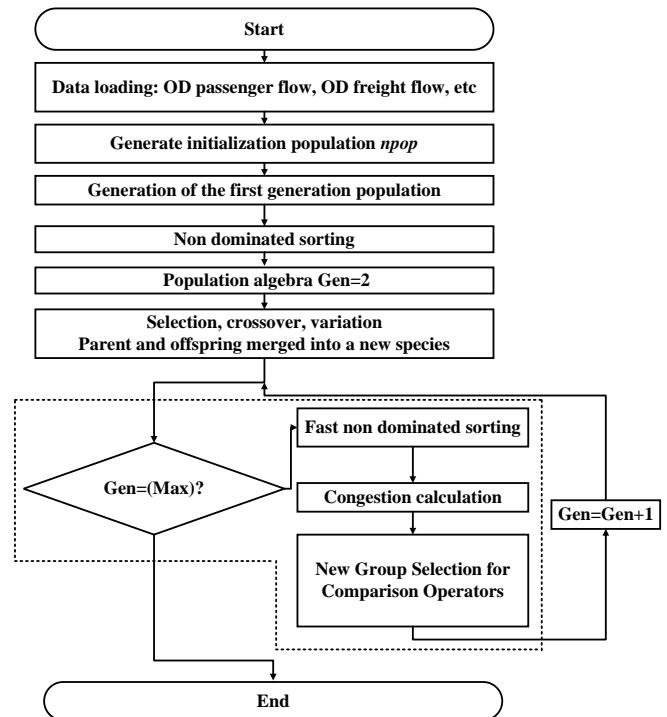 Start
Data loading: OD passenger flow, OD freight flow, etc
Generate initialization population npop
Generation of the first generation population
Non dominated sorting
Population algebra Gen=2
Selection, crossover, variation
Parent and offspring merged into a new species
Fast non dominated sorting
Gen=(Max)?
Congestion calculation
Gen=Gen+1
New Group Selection for
Comparison Operators
End